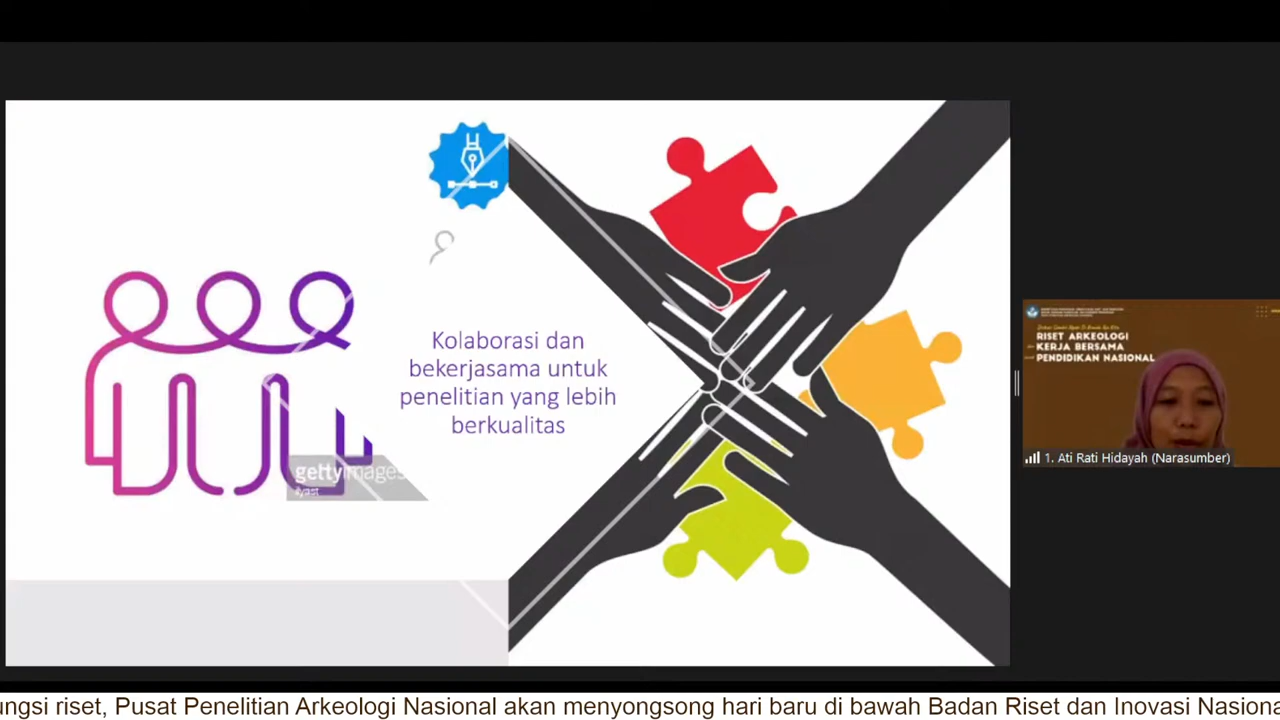 Kolaborasi dan
bekerjasama untuk
penelitian yang lebih
berkualitas
gettyimages
RISET ARKEOLOGI
KERJA BERSAMA
PENDIDIKAN NASIONAL
1. Ati Rati Hidayah (Narasumber)
ungsi riset, Pusat Penelitian Arkeologi Nasional akan menyongsong hari baru di bawah Badan Riset dan Inovasi Nasiona